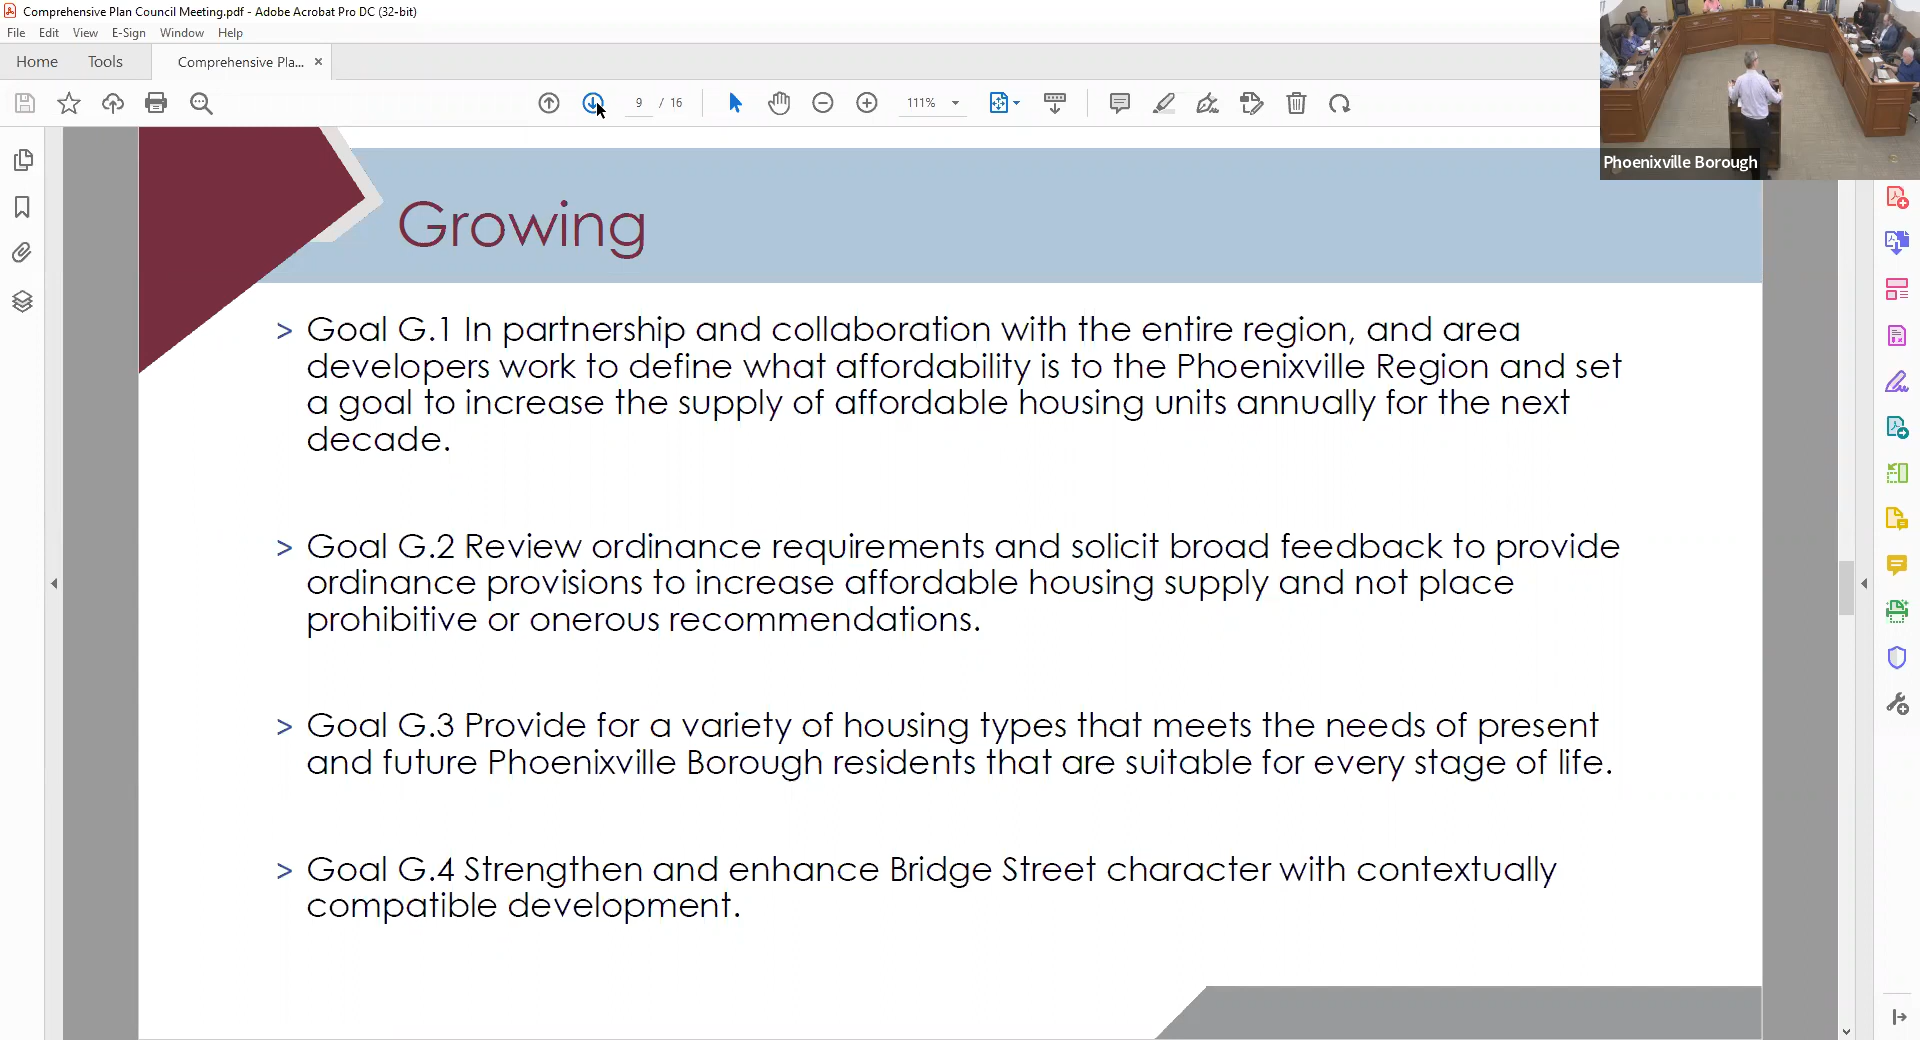 Comprehensive Plan Council Meeting.pdf - Adobe Acrobat Pro DC (32-bit)
File Edit View E-Sign Window Help
Home Tools Comprehensive Pla... ×
9 / 16 111%
Phoenixville Borough
Growing
> Goal G.1 In partnership and collaboration with the entire region, and area
developers work to define what affordability is to the Phoenixville Region and set
a goal to increase the supply of affordable housing units annually for the next
decade.
> Goal G.2 Review ordinance requirements and solicit broad feedback to provide
ordinance provisions to increase affordable housing supply and not place
prohibitive or onerous recommendations.
> Goal G.3 Provide for a variety of housing types that meets the needs of present
and future Phoenixville Borough residents that are suitable for every stage of life.
> Goal G.4 Strengthen and enhance Bridge Street character with contextually
compatible development.